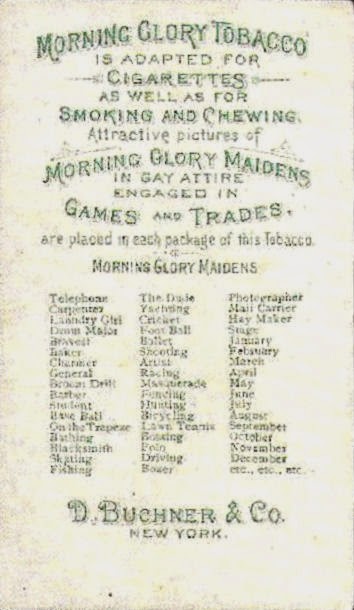 MORNING GLORY TOBACCO
IS ADAPTED FOR
CIGARETTES
AS WELL AS FOR
SMOKING AND CHEWING.
Attractive pictures of
MORNING GLORY MAIDENS
IN GAY ATTIRE
ENGAGED IN
GAMES AND TRADES,
are placed in each package of this Tobacco.
MORNING GLORY MAIDENS
Telephone
Carpenter
Laundry Girl
Drum Major
Bravest
Baker
Charmer
General
Broom Drill
Barber
Student
Base Ball
On the Trapeze
Bathing
Blacksmith
Skating
Fishing
The Dude
Yachting
Cricket
Foot Ball
Ballet
Shooting
Artist
Racing
Masquerade
Fencing
Hunting
Bicycling
Lawn Tennis
Bossing
Polo
Driving
Boxer
Photographer
Mail Carrier
Hay Maker
Stage
January
February
March
April
May
June
July
August
September
October
November
December
etc., etc., etc.
D. BUCHNER & CO.
NEW YORK.